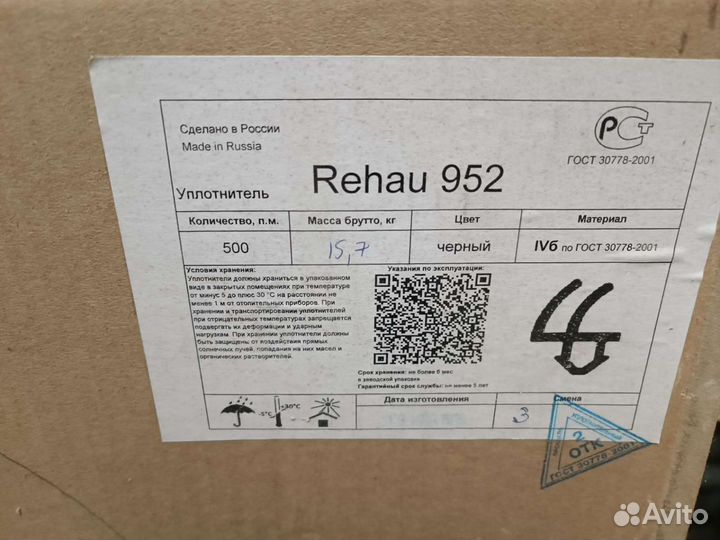 Сделано в России
Made in Russia
РСТ
ГОСТ 30778-2001
Уплотнитель Rehau 952
Количество, п.м. Масса брутто, кг Цвет Материал
500 15,7 черный IVб по ГОСТ 30778-2001
Условия хранения:
Уплотнители должны храниться в упакованном
виде в закрытых помещениях при температуре
от минус 5 до плюс 30 °С на расстоянии не
менее 1 м от отопительных приборов. При
хранении и транспортировании уплотнителей
при отрицательных температурах запрещается
подвергать их деформации и ударным
нагрузкам. При хранении уплотнители должны
быть защищены от воздействия прямых
солнечных лучей, попадания на них масел и
органических растворителей.
Указания по эксплуатации:
Срок хранения: не более 6 мес
в заводской упаковке
Гарантийный срок службы: не менее 5 лет
-5°C +30°C
Дата изготовления Смена
3
2
ОТК
ГОСТ 30778-2001
Avito